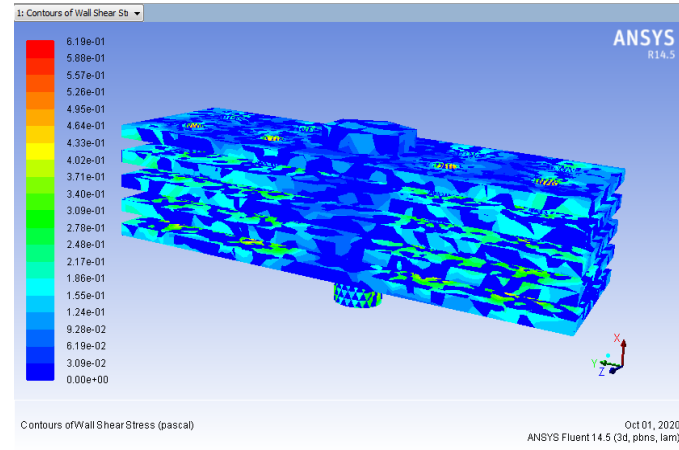 1: Contours of Wall Shear Str
ANSYS
R14.5
6.19e-01
5.88e-01
5.57e-01
5.26e-01
4.95e-01
4.64e-01
4.33e-01
4.02e-01
3.71e-01
3.40e-01
3.09e-01
2.78e-01
2.48e-01
2.17e-01
1.86e-01
1.55e-01
1.24e-01
9.28e-02
6.19e-02
3.09e-02
0.00e+00
X
Y
Z
Contours of Wall Shear Stress (pascal)
Oct 01, 2020
ANSYS Fluent 14.5 (3d, pbns, lam)